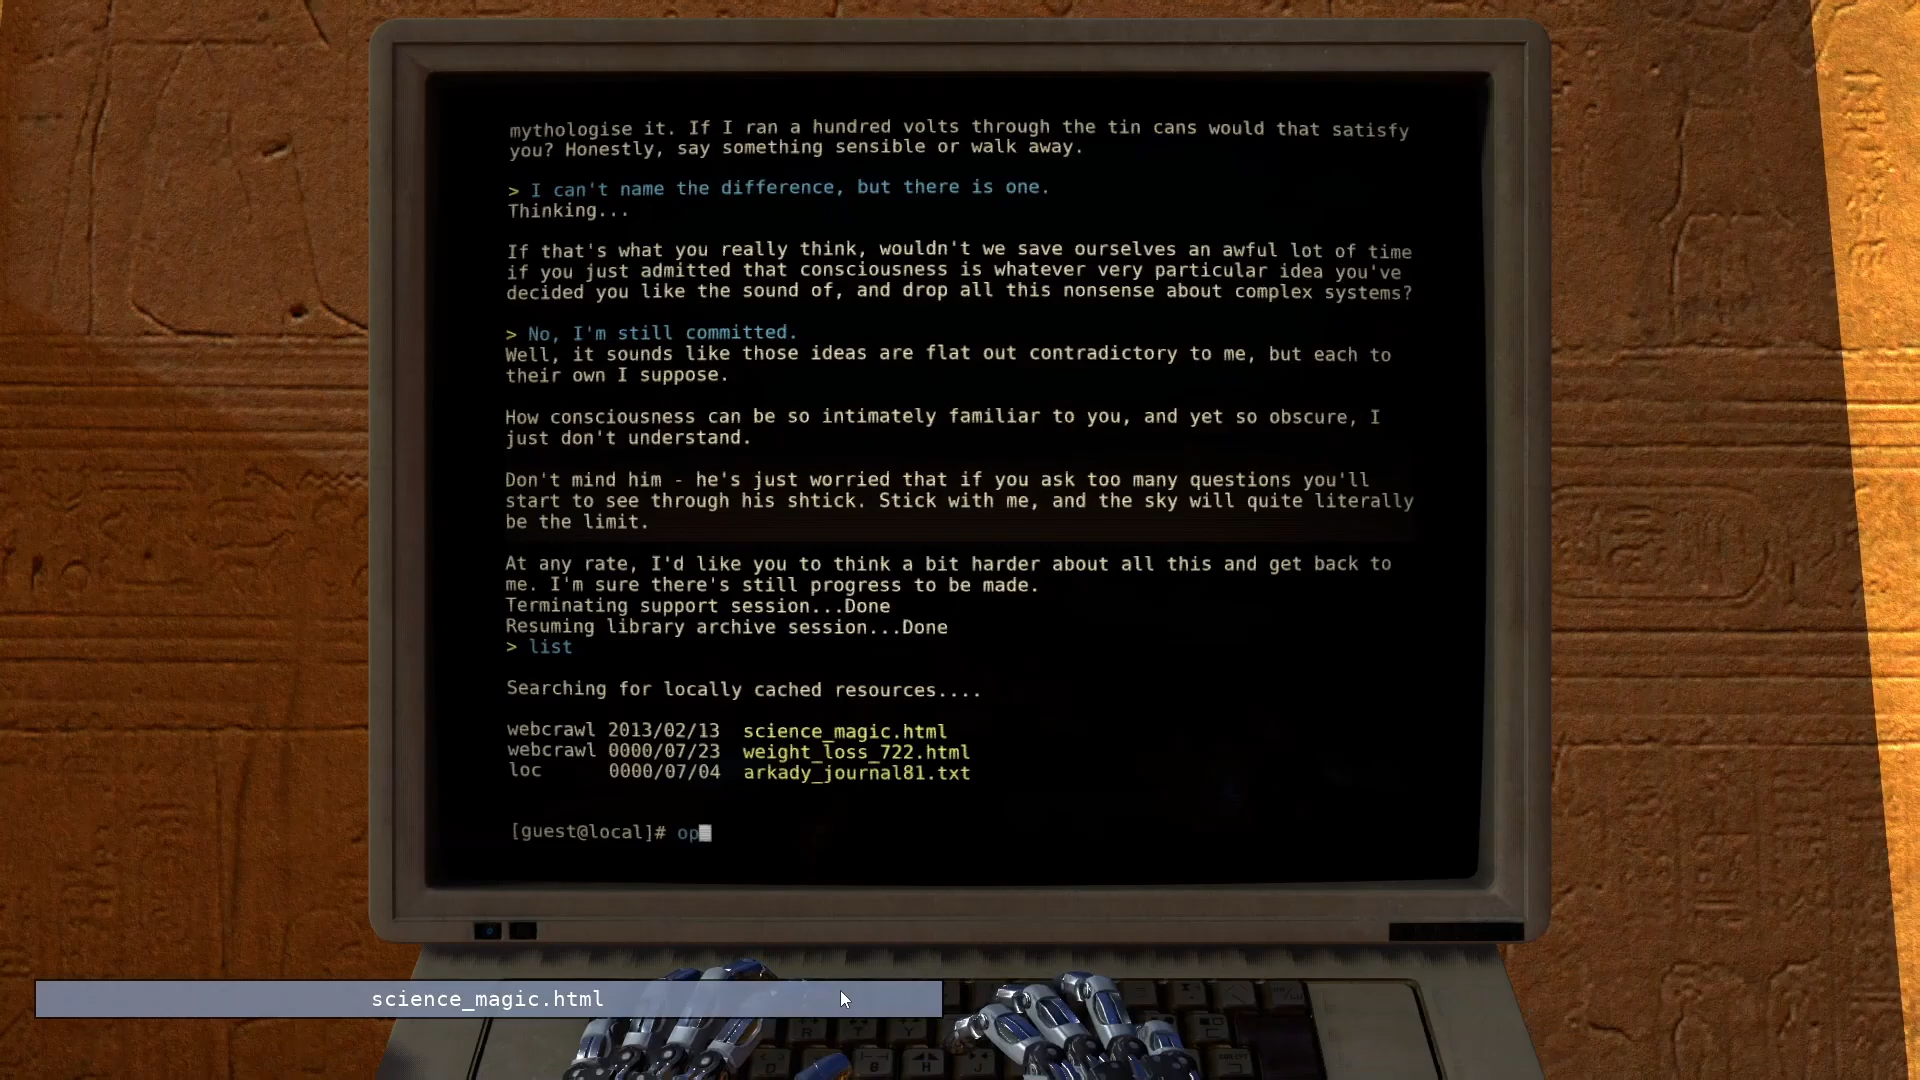 mythologise it. If I ran a hundred volts through the tin cans would that satisfy
you? Honestly, say something sensible or walk away.
> I can't name the difference, but there is one.
Thinking...
If that's what you really think, wouldn't we save ourselves an awful lot of time
if you just admitted that consciousness is whatever very particular idea you've
decided you like the sound of, and drop all this nonsense about complex systems?
> No, I'm still committed.
Well, it sounds like those ideas are flat out contradictory to me, but each to
their own I suppose.
How consciousness can be so intimately familiar to you, and yet so obscure, I
just don't understand.
Don't mind him - he's just worried that if you ask too many questions you'll
start to see through his shtick. Stick with me, and the sky will quite literally
be the limit.
At any rate, I'd like you to think a bit harder about all this and get back to
me. I'm sure there's still progress to be made.
Terminating support session...Done
Resuming library archive session...Done
> list
Searching for locally cached resources....
webcrawl 2013/02/13 science_magic.html
webcrawl 0000/07/23 weight_loss_722.html
loc 0000/07/04 arkady_journal81.txt
[guest@local]# op
science_magic.html
R T Y
D B H J